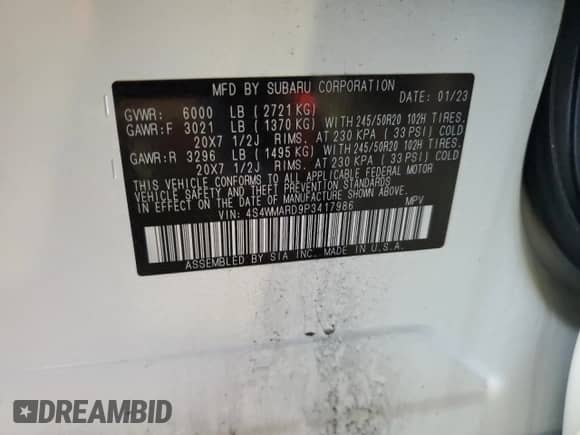 MFD BY SUBARU CORPORATION
DATE: 01/23
GVWR: 6000 LB ( 2721 KG)
GAWR:F 3021 LB ( 1370 KG) WITH 245/50R20 102H TIRES.
20X7 1/2J RIMS. AT 230 KPA ( 33 PSI) COLD
GAWR:R 3296 LB ( 1495 KG) WITH 245/50R20 102H TIRES.
20X7 1/2J RIMS. AT 230 KPA ( 33 PSI) COLD
THIS VEHICLE CONFORMS TO ALL APPLICABLE FEDERAL MOTOR
VEHICLE SAFETY STANDARDS IN EFFECT ON THE DATE OF
MANUFACTURE SHOWN ABOVE.
VIN: 4S4WMARD9P3417986 MPV
ASSEMBLED BY SIA INC. MADE IN U.S.A.
DREAMBID